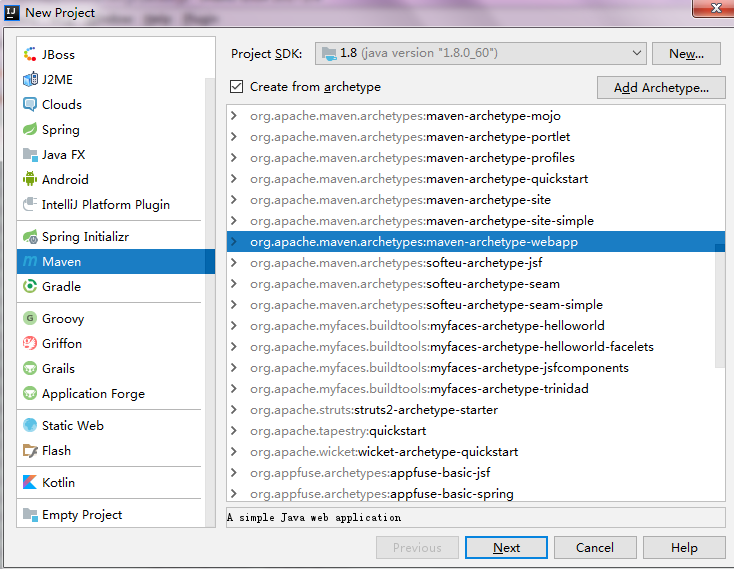 New Project
JBoss
J2ME
Clouds
Spring
Java FX
Android
IntelliJ Platform Plugin
Spring Initializr
Maven
Gradle
Groovy
Griffon
Grails
Application Forge
Static Web
Flash
Kotlin
Empty Project
Project SDK: 1.8 (java version "1.8.0_60") New...
Create from archetype Add Archetype...
org.apache.maven.archetypes:maven-archetype-mojo
org.apache.maven.archetypes:maven-archetype-portlet
org.apache.maven.archetypes:maven-archetype-profiles
org.apache.maven.archetypes:maven-archetype-quickstart
org.apache.maven.archetypes:maven-archetype-site
org.apache.maven.archetypes:maven-archetype-site-simple
org.apache.maven.archetypes:maven-archetype-webapp
org.apache.maven.archetypes:softeu-archetype-jsf
org.apache.maven.archetypes:softeu-archetype-seam
org.apache.maven.archetypes:softeu-archetype-seam-simple
org.apache.myfaces.buildtools:myfaces-archetype-helloworld
org.apache.myfaces.buildtools:myfaces-archetype-helloworld-facelets
org.apache.myfaces.buildtools:myfaces-archetype-jsfcomponents
org.apache.myfaces.buildtools:myfaces-archetype-trinidad
org.apache.struts:struts2-archetype-starter
org.apache.tapestry:quickstart
org.apache.wicket:wicket-archetype-quickstart
org.appfuse.archetypes:appfuse-basic-jsf
org.appfuse.archetypes:appfuse-basic-spring
A simple Java web application
Previous Next Cancel Help